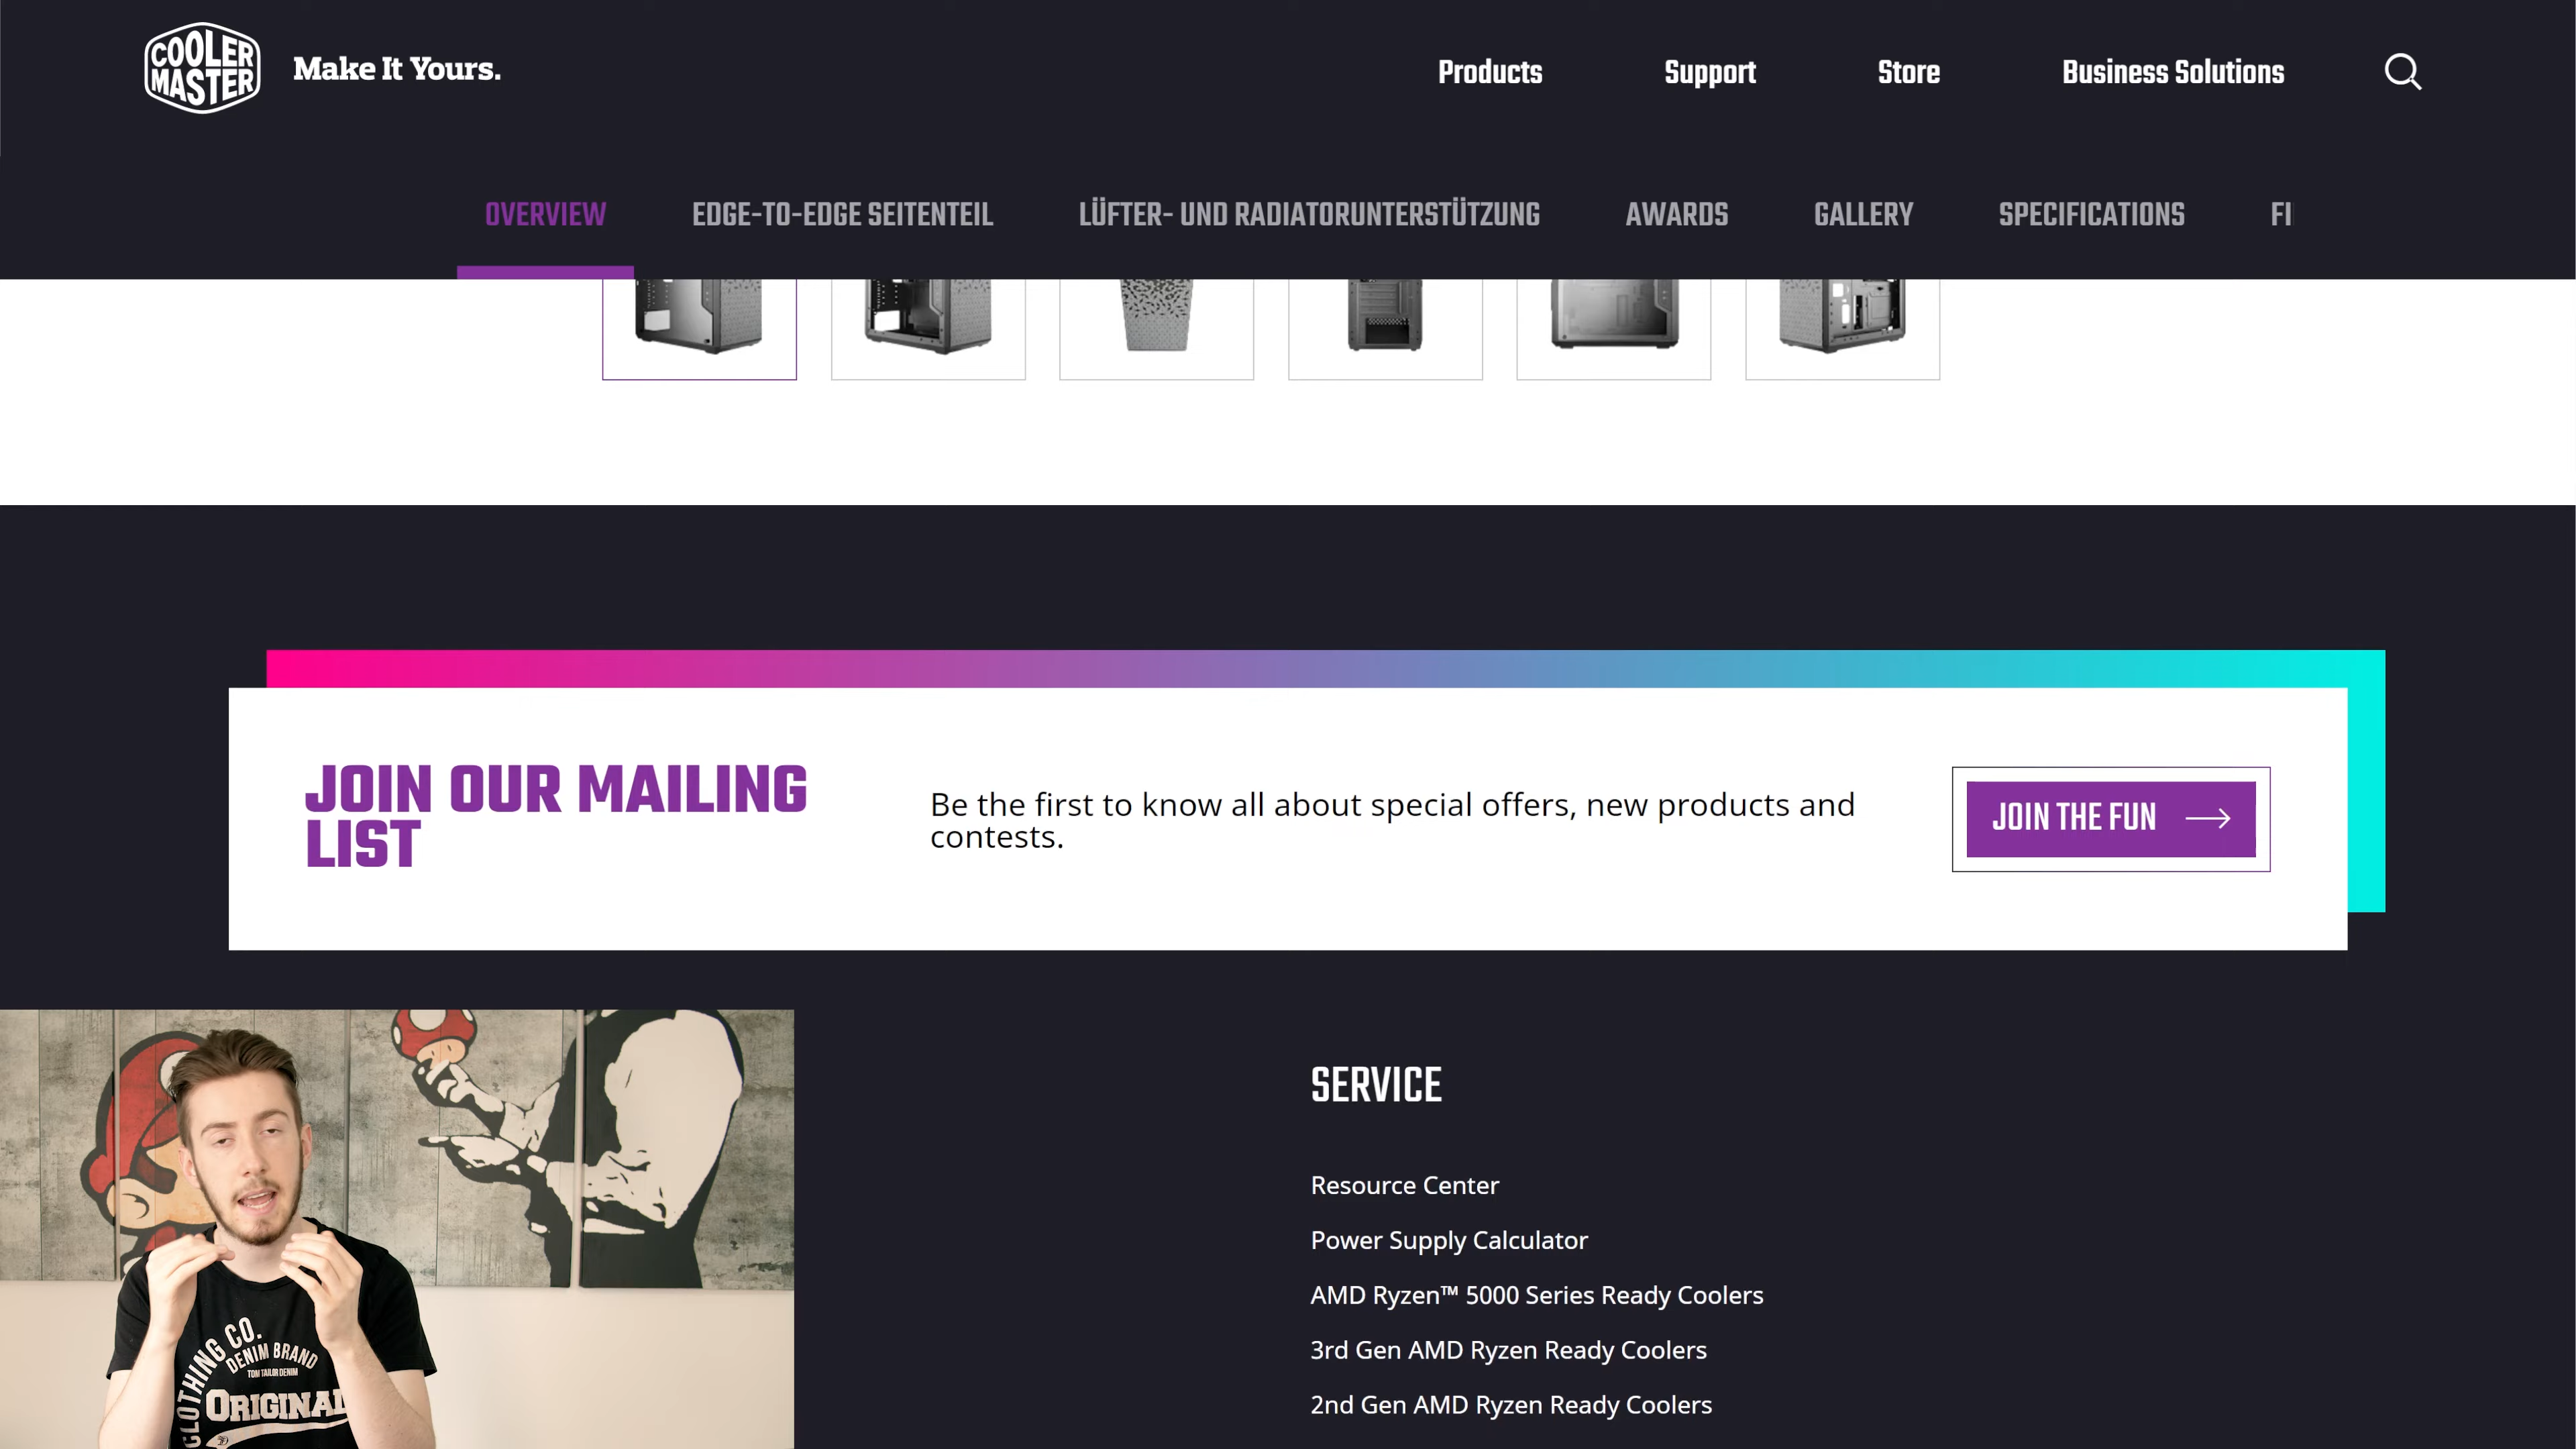 COOLER
MASTER
Make It Yours.
Products
Support
Store
Business Solutions
OVERVIEW
EDGE-TO-EDGE SEITENTEIL
LÜFTER- UND RADIATORUNTERSTÜTZUNG
AWARDS
GALLERY
SPECIFICATIONS
FI
JOIN OUR MAILING
LIST
Be the first to know all about special offers, new products and
contests.
JOIN THE FUN
SERVICE
Resource Center
Power Supply Calculator
AMD Ryzen™ 5000 Series Ready Coolers
3rd Gen AMD Ryzen Ready Coolers
2nd Gen AMD Ryzen Ready Coolers
CLOTHING CO.
DENIM BRAND
TOM TAILOR DENIM
ORIGINAL